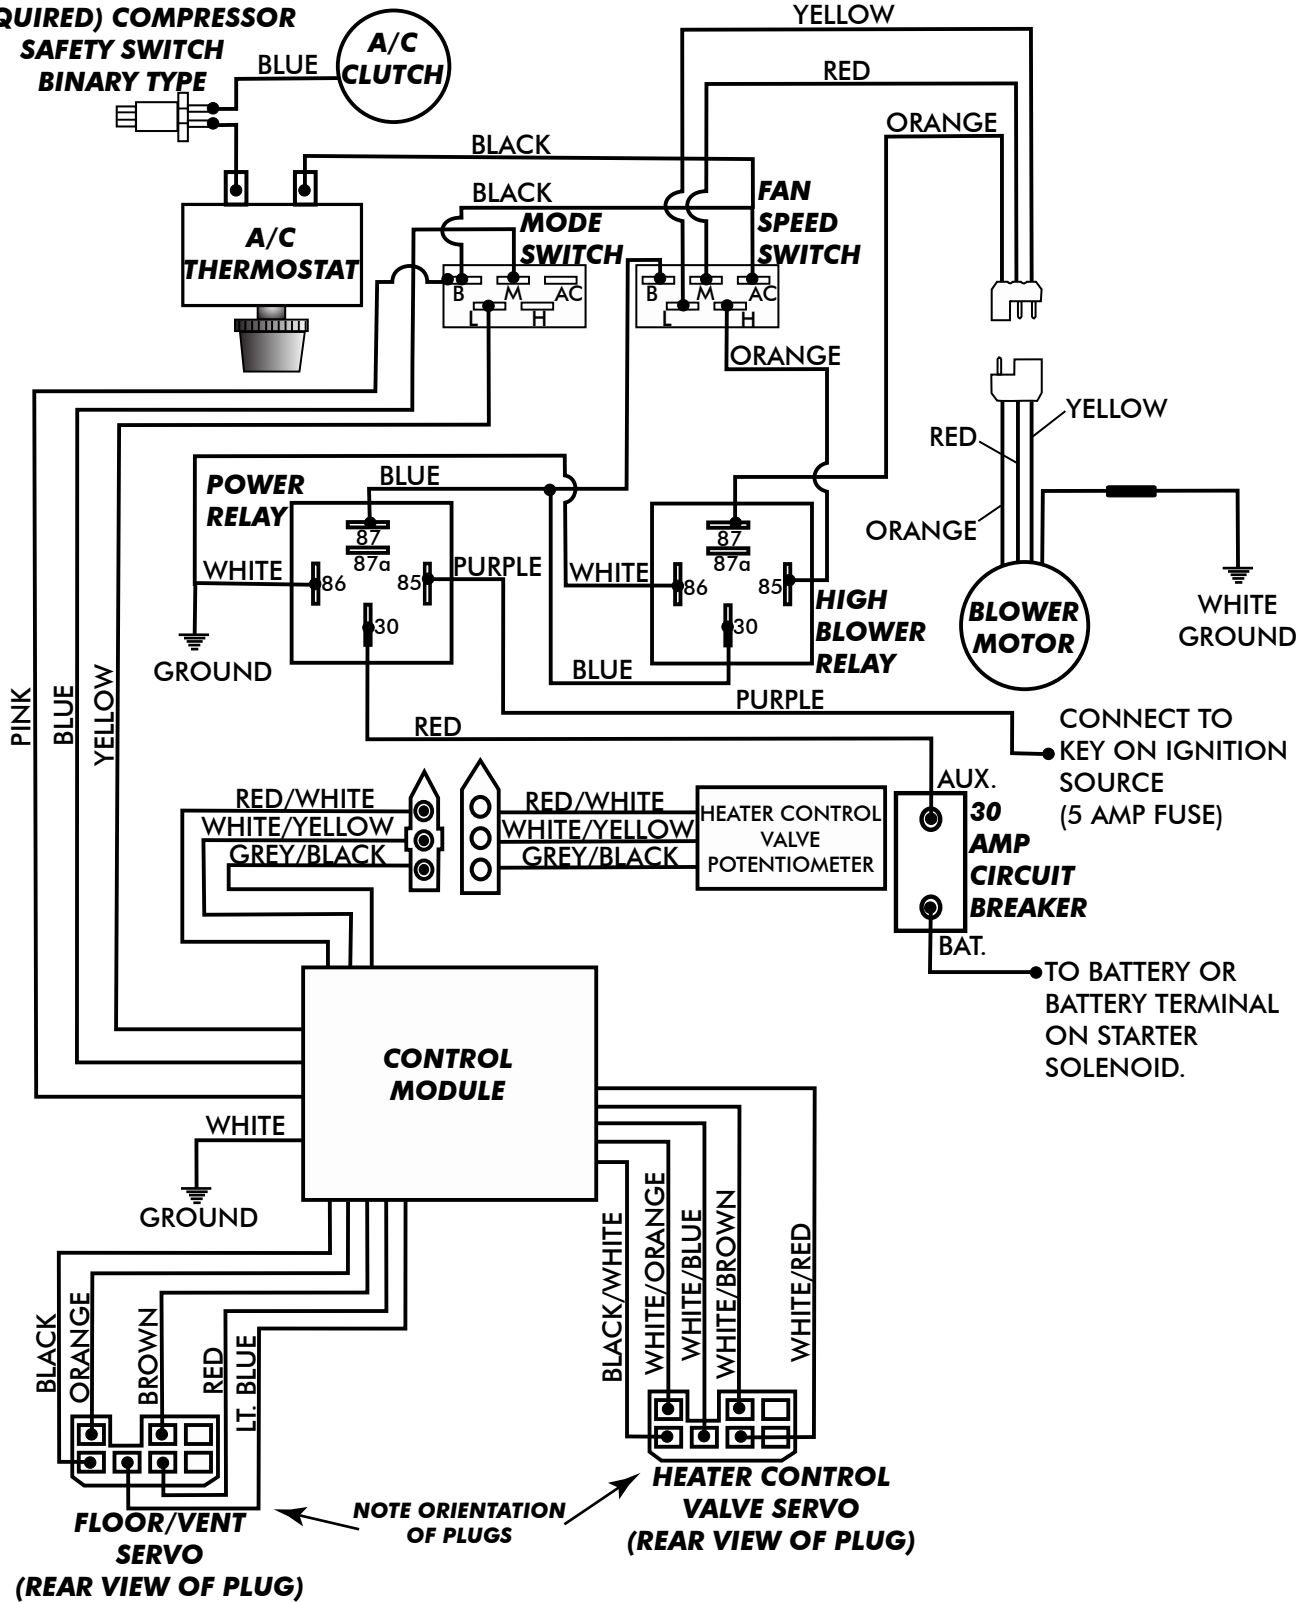 QUIRED) COMPRESSOR
SAFETY SWITCH
BINARY TYPE
BLUE
A/C
CLUTCH
YELLOW
RED
ORANGE
BLACK
BLACK
FAN
SPEED
SWITCH
MODE
SWITCH
A/C
THERMOSTAT
B
M
AC
L
H
B
M
AC
L
H
ORANGE
YELLOW
RED
ORANGE
POWER
RELAY
BLUE
87
87a
86
85
30
WHITE
PURPLE
WHITE
87
87a
86
85
30
HIGH
BLOWER
RELAY
BLOWER
MOTOR
WHITE
GROUND
GROUND
BLUE
PURPLE
RED
PINK
BLUE
YELLOW
CONNECT TO
KEY ON IGNITION
SOURCE
(5 AMP FUSE)
AUX.
30
AMP
CIRCUIT
BREAKER
BAT.
TO BATTERY OR
BATTERY TERMINAL
ON STARTER
SOLENOID.
RED/WHITE
WHITE/YELLOW
GREY/BLACK
RED/WHITE
WHITE/YELLOW
GREY/BLACK
HEATER CONTROL
VALVE
POTENTIOMETER
CONTROL
MODULE
WHITE
GROUND
BLACK
ORANGE
BROWN
RED
LT. BLUE
BLACK/WHITE
WHITE/ORANGE
WHITE/BLUE
WHITE/BROWN
WHITE/RED
FLOOR/VENT
SERVO
(REAR VIEW OF PLUG)
NOTE ORIENTATION
OF PLUGS
HEATER CONTROL
VALVE SERVO
(REAR VIEW OF PLUG)